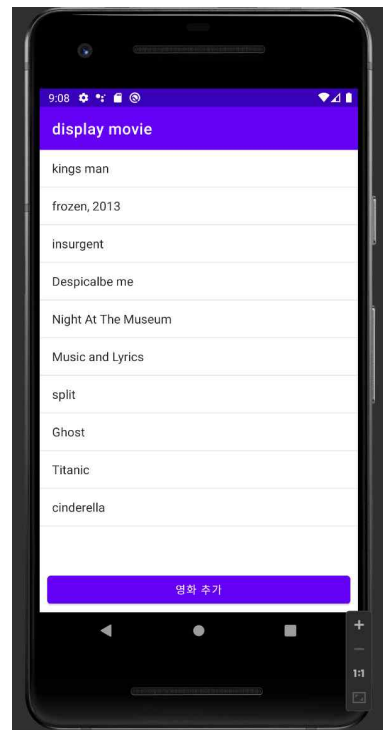 9:08
display movie
kings man
frozen, 2013
insurgent
Despicalbe me
Night At The Museum
Music and Lyrics
split
Ghost
Titanic
cinderella
영화 추가
1:1